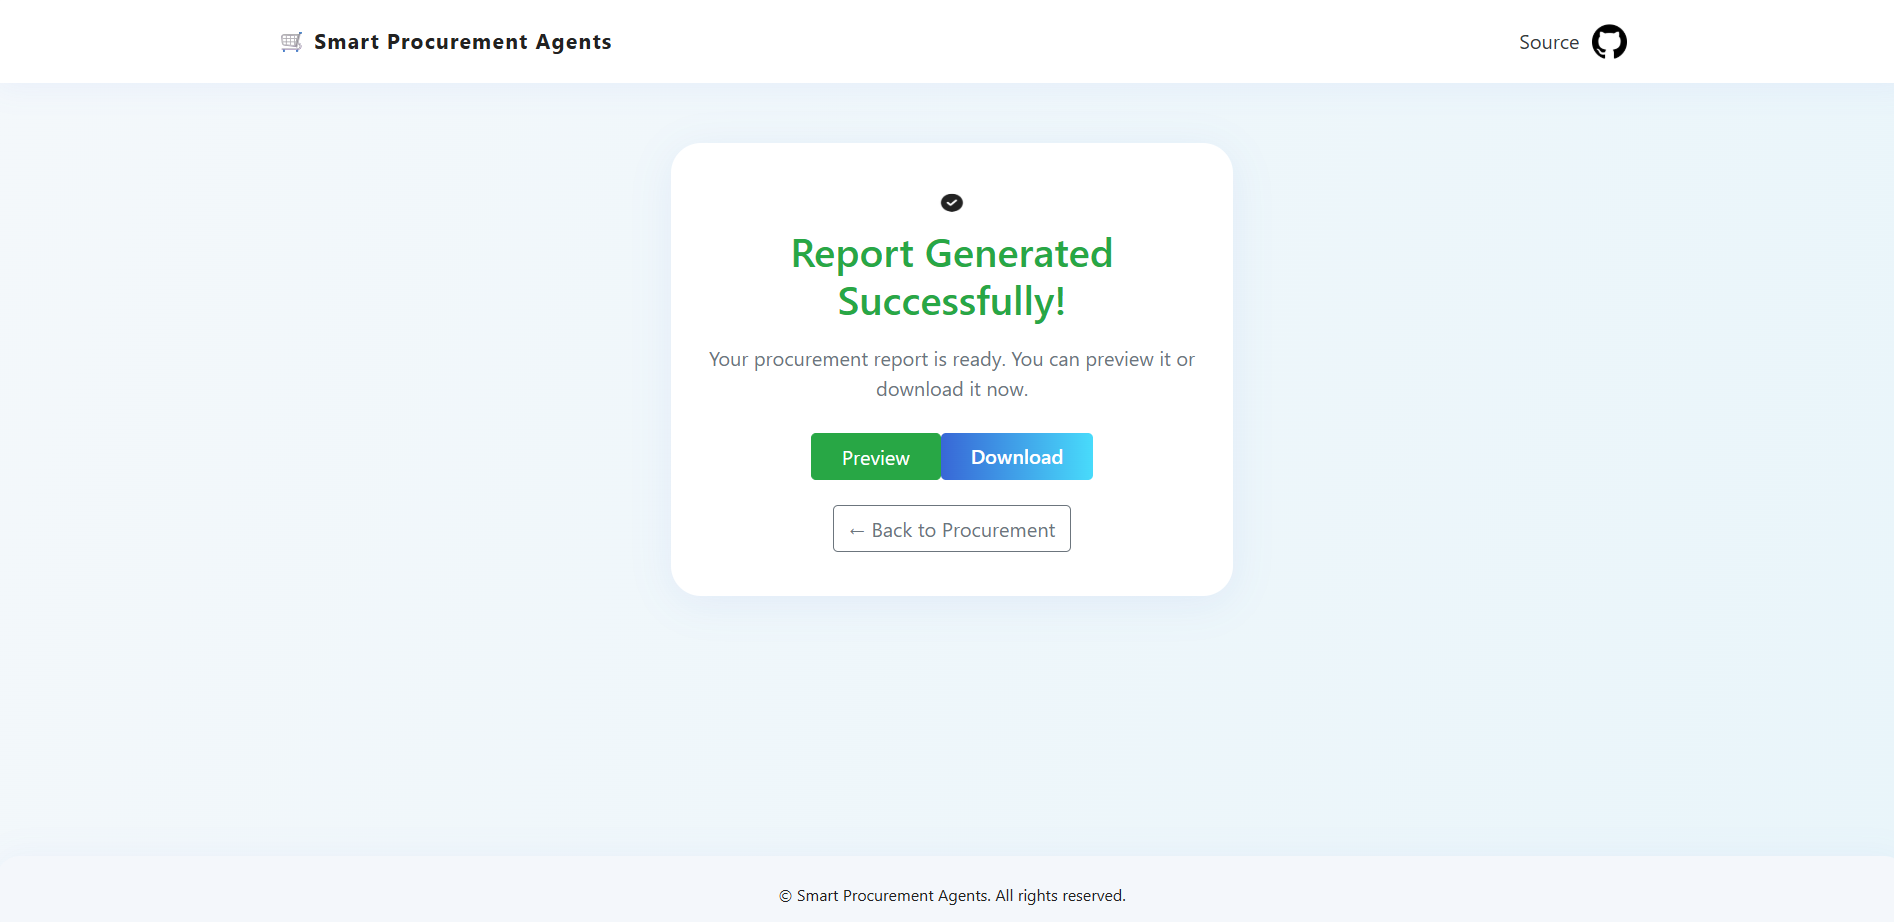 Smart Procurement Agents
Source
Report Generated
Successfully!
Your procurement report is ready. You can preview it or
download it now.
Preview
Download
← Back to Procurement
© Smart Procurement Agents. All rights reserved.